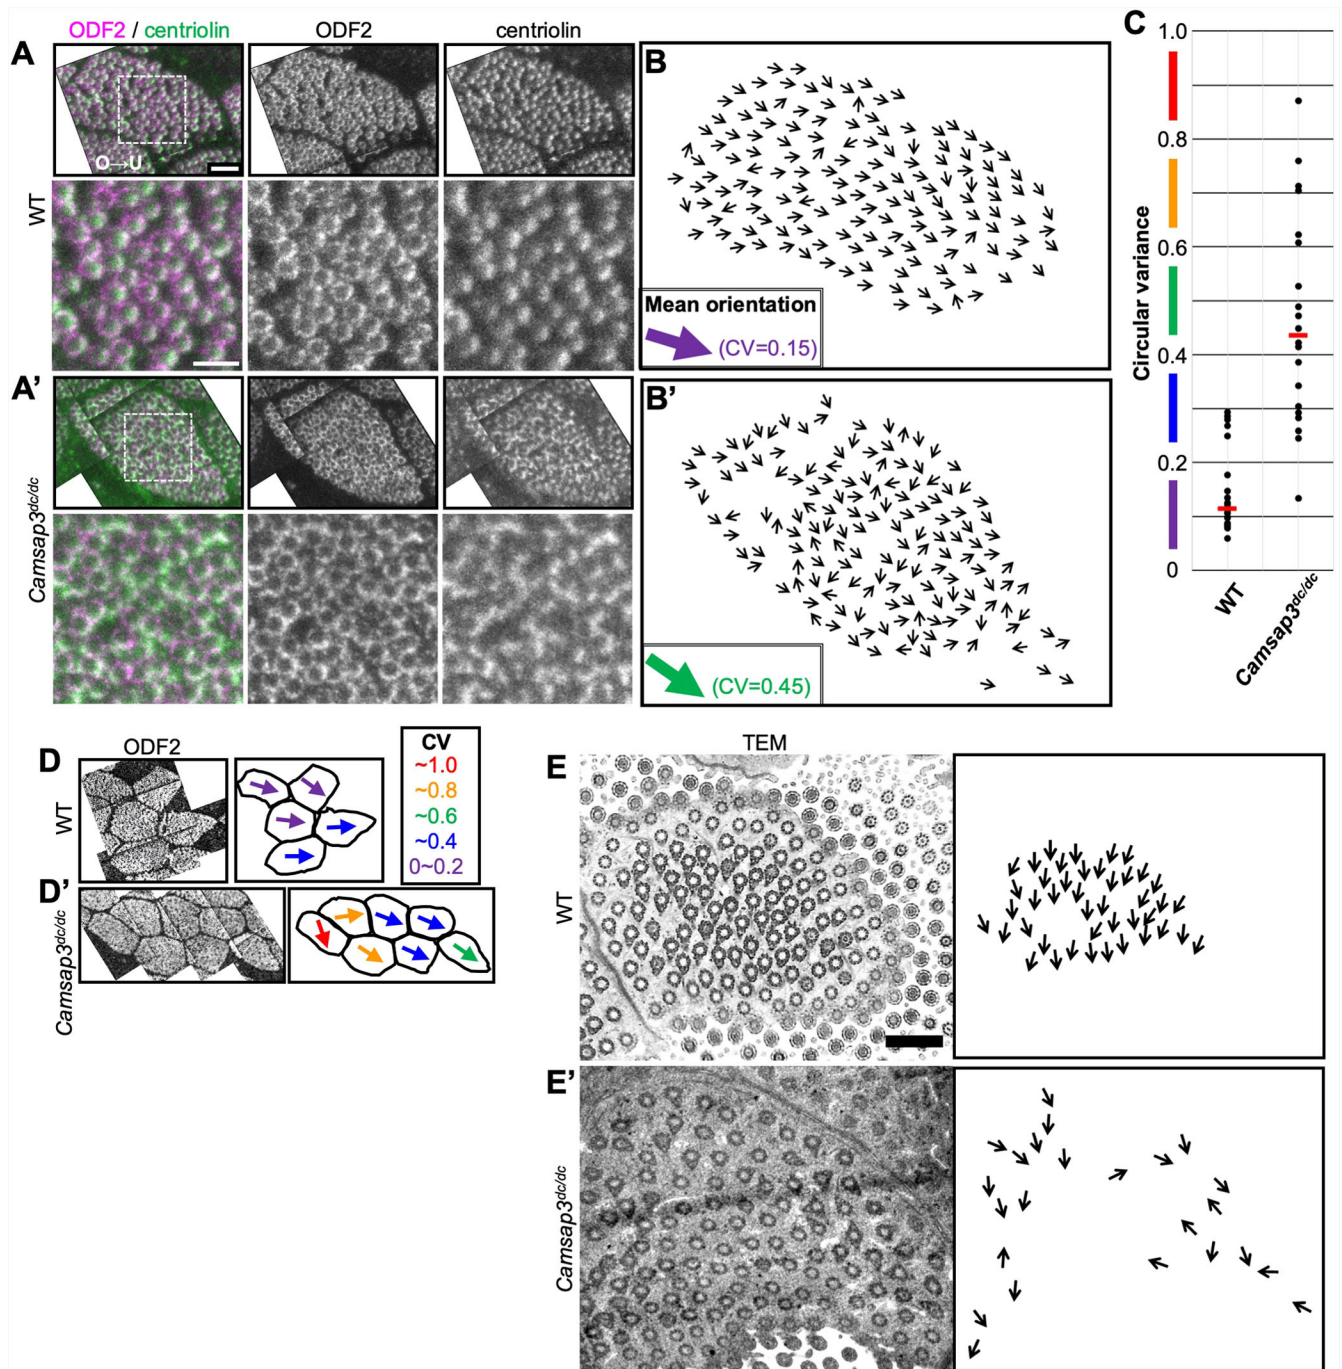 ODF2 / centriolin
ODF2
centriolin
A
WT
O→U
A'
Camsap3dc/dc
B
Mean orientation
(CV=0.15)
B'
(CV=0.45)
C
Circular variance
1.0
0.8
0.6
0.4
0.2
0
WT
Camsap3dc/dc
D
ODF2
WT
D'
Camsap3dc/dc
CV
~1.0
~0.8
~0.6
~0.4
0~0.2
TEM
E
WT
E'
Camsap3dc/dc